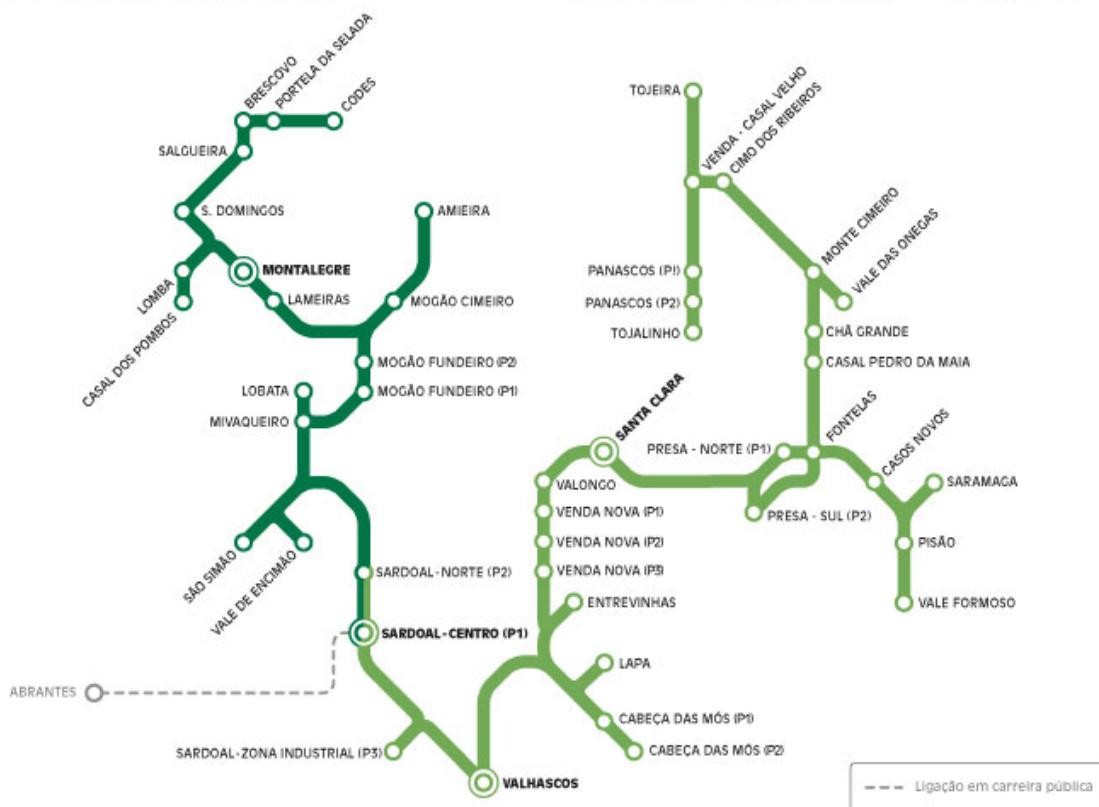 BRESCOVO
PORTELA DA SELADA
CODES
SALGUEIRA
S. DOMINGOS
AMIEIRA
LOMBA
MONTALEGRE
CASAL DOS POMBOS
LAMEIRAS
MOGÃO CIMEIRO
MOGÃO FUNDEIRO (P2)
LOBATA
MOGÃO FUNDEIRO (P1)
MIVAQUEIRO
SÃO SIMÃO
VALE DE ENCIMÃO
SARDOAL-NORTE (P2)
SARDOAL-CENTRO (P1)
ABRANTES
SARDOAL-ZONA INDUSTRIAL (P3)
VALHASCOS
TOJEIRA
VENDA - CASAL VELHO
CIMO DOS RIBEIROS
MONTE CIMEIRO
VALE DAS ONEGAS
PANASCOS (P!)
PANASCOS (P2)
TOJALINHO
CHÃ GRANDE
CASAL PEDRO DA MAIA
SANTA CLARA
PRESA - NORTE (P1)
FONTELAS
CASOS NOVOS
SARAMAGA
VALONGO
PRESA - SUL (P2)
VENDA NOVA (P1)
VENDA NOVA (P2)
PISÃO
VENDA NOVA (P3)
ENTREVINHAS
VALE FORMOSO
LAPA
CABEÇA DAS MÓS (P1)
CABEÇA DAS MÓS (P2)
Ligação em carreira pública